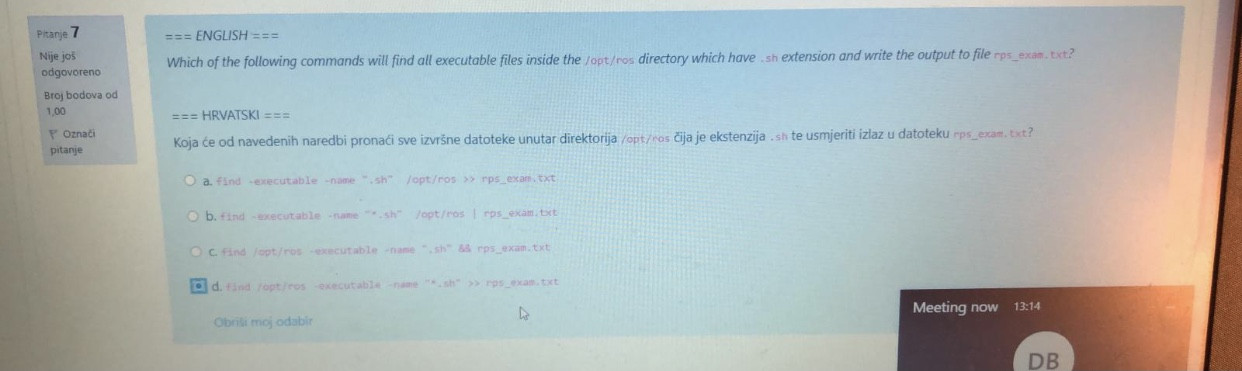 Pitanje 7
Nije još
odgovoreno
Broj bodova od
1,00
Označi
pitanje
=== ENGLISH ===
Which of the following commands will find all executable files inside the /opt/ros directory which have .sh extension and write the output to file rps_exam.txt?
=== HRVATSKI ===
Koja će od navedenih naredbi pronaći sve izvršne datoteke unutar direktorija /opt/ros čija je ekstenzija .sh te usmjeriti izlaz u datoteku rps_exam.txt?
a. find -executable -name ".sh" /opt/ros >> rps_exam.txt
b. find -executable -name "*.sh" /opt/ros | rps_exam.txt
c. find /opt/ros -executable -name ".sh" && rps_exam.txt
d. find /opt/ros -executable -name "*.sh" >> rps_exam.txt
Obriši moj odabir
Meeting now 13:14
DB